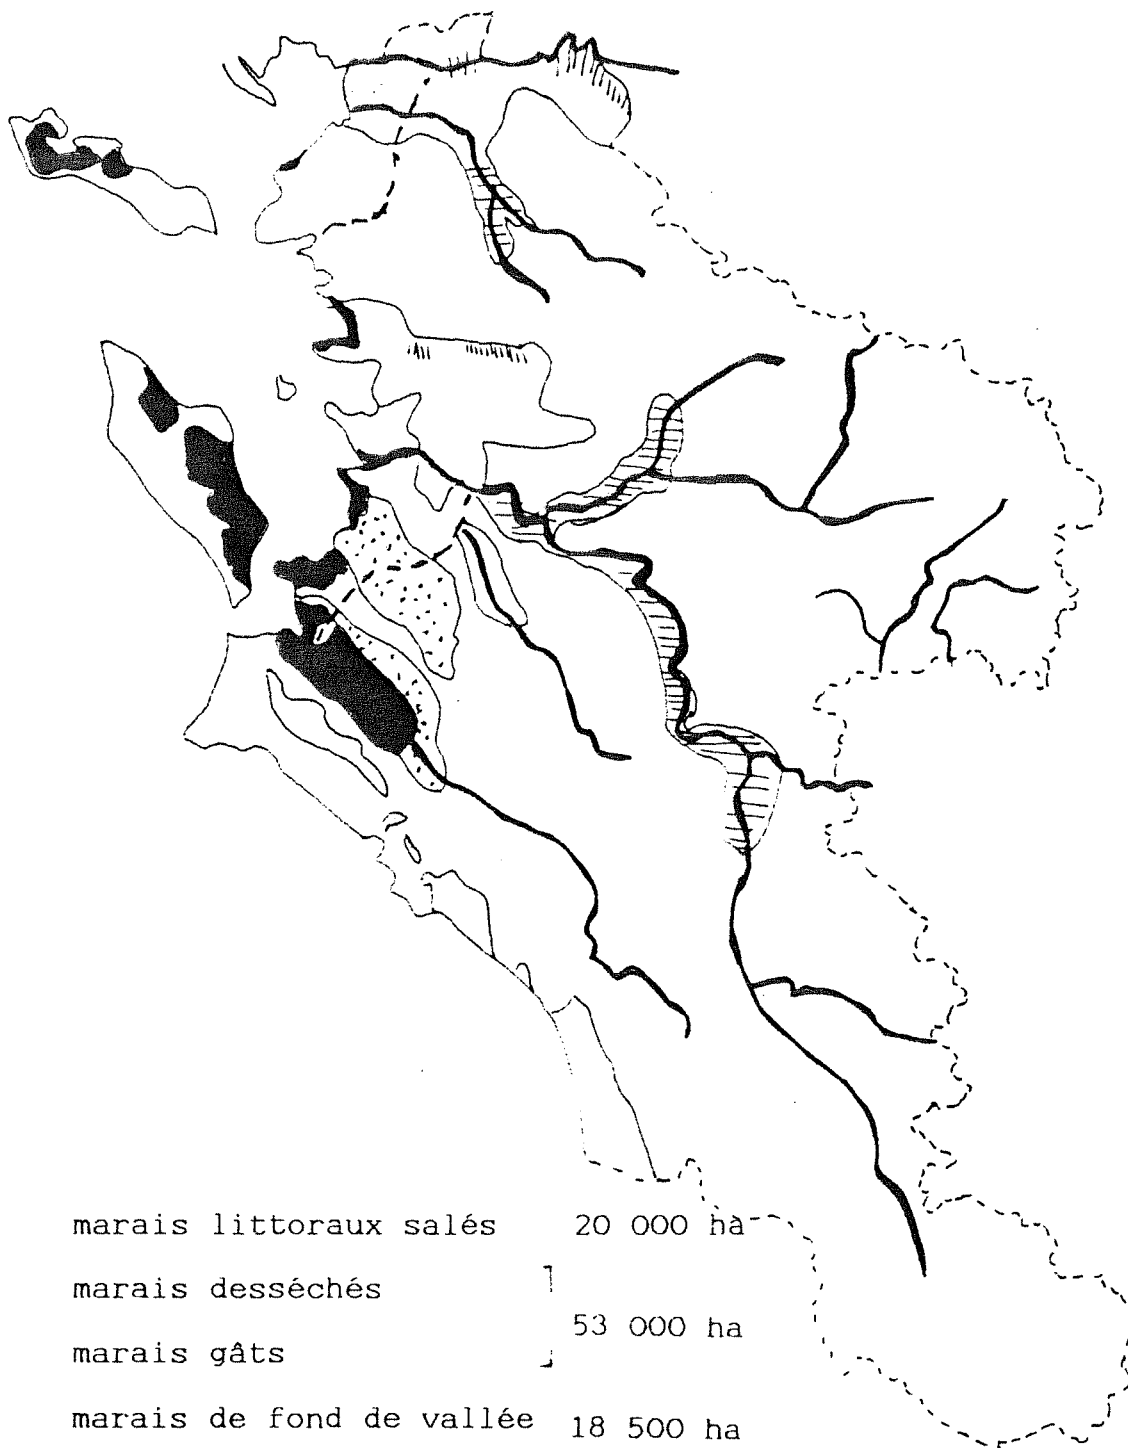 marais littoraux salés 20 000 ha
marais desséchés
53 000 ha
marais gâts
marais de fond de vallée 18 500 ha